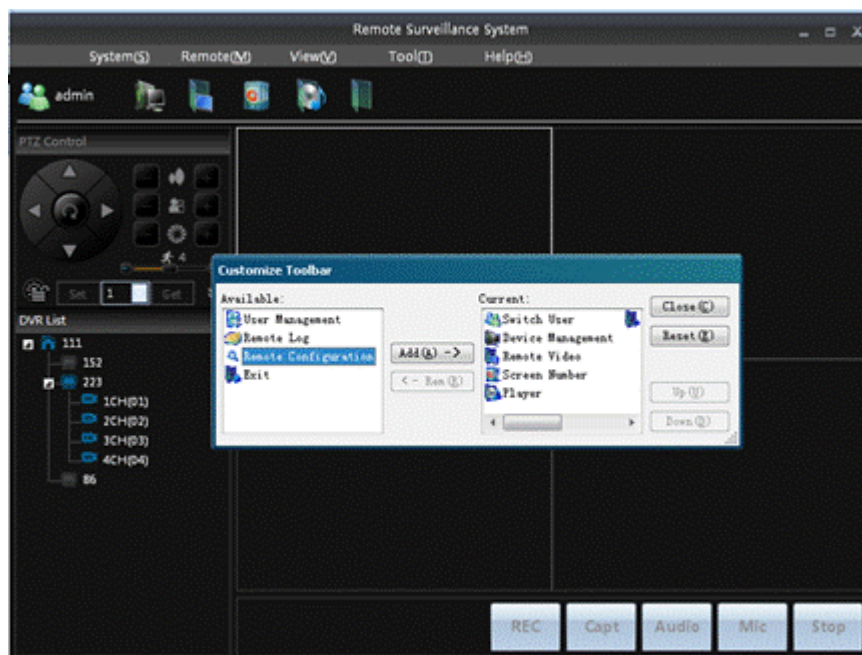 Remote Surveillance System
System(S) Remote(M) View(V) Tool(T) Help(H)
admin
PTZ Control
4
Set 1 Get
DVR List
111
152
223
1CH(01)
2CH(02)
3CH(03)
4CH(04)
86
Customize Toolbar
Available:
User Management
Remote Log
Remote Configuration
Exit
Add(A) ->
<- Rem(R)
Current:
Switch User
Device Management
Remote Video
Screen Number
Player
Close(C)
Reset(E)
Up(U)
Down(D)
REC Capt Audio Mic Stop